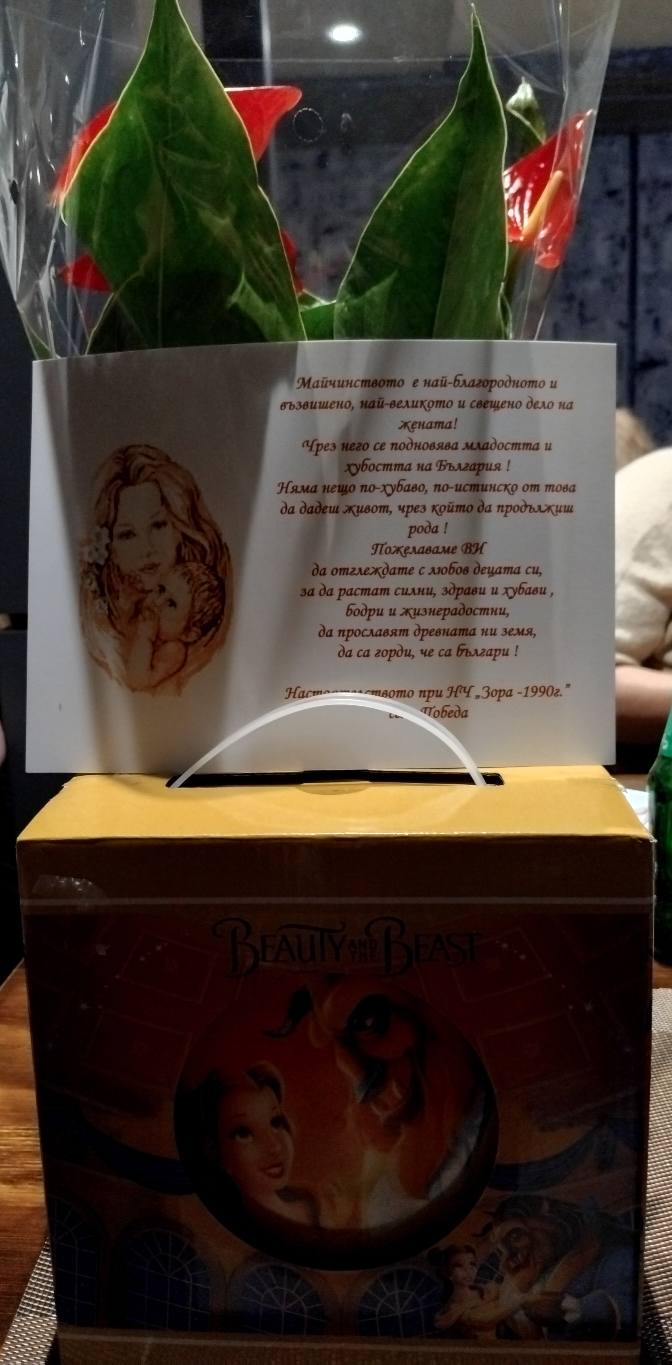 Майчинството е най-благородното и
възвишено, най-великото и свещено дело на
жената!
Чрез него се подновява младостта и
хубостта на България !
Няма нещо по-хубаво, по-истинско от това
да дадеш живот, чрез който да продължиш
рода !
Пожелаваме ВИ
да отглеждате с любов децата си,
за да растат силни, здрави и хубави ,
бодри и жизнерадостни,
да прославят древната ни земя,
да са горди, че са българи !
Настоятелството при НЧ „Зора -1990г.”
Победа
BEAUTY AND THE BEAST